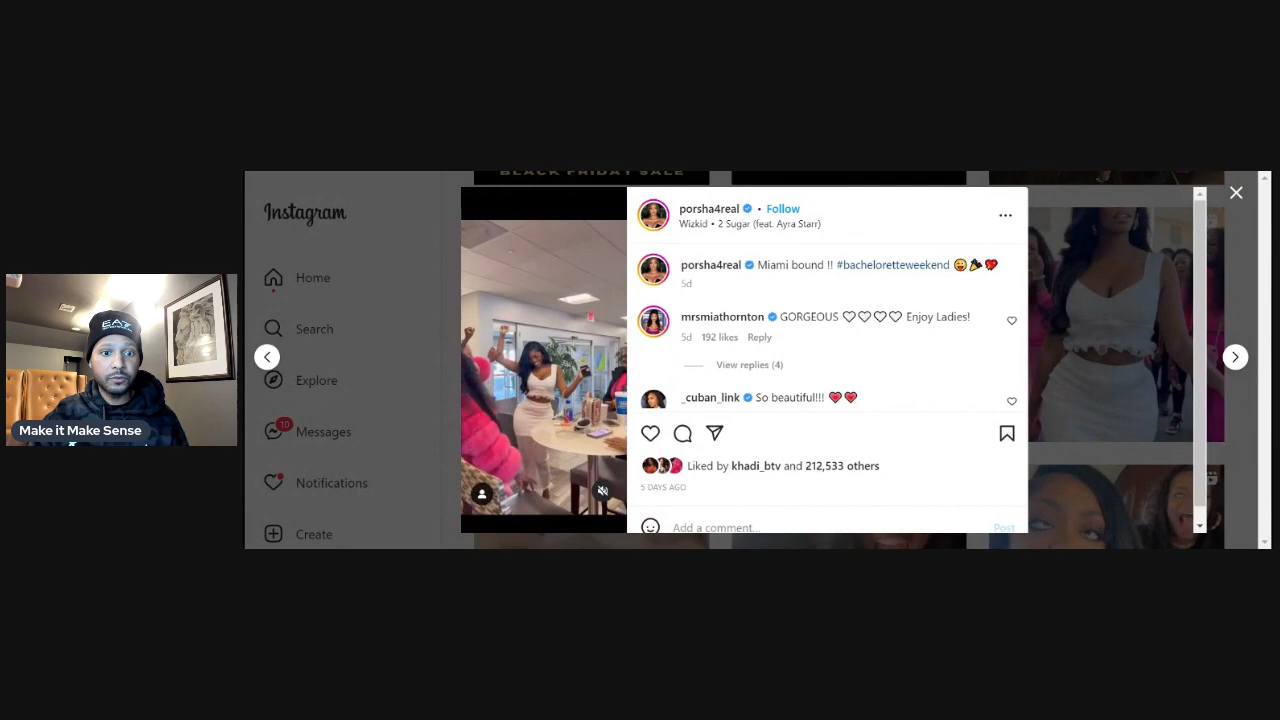 BLACK FRIDAY SALE
Instagram
Home
Search
Explore
10
Messages
Notifications
Create
EA7
Make it Make Sense
porsha4real • Follow
Wizkid • 2 Sugar (feat. Ayra Starr)
porsha4real Miami bound !! #bacheloretteweekend 😜🎉❤️
5d
mrsmiathornton GORGEOUS ♡♡♡♡ Enjoy Ladies!
5d 192 likes Reply
View replies (4)
_cuban_link So beautiful!!! ❤️❤️
Liked by khadi_btv and 212,533 others
5 DAYS AGO
Add a comment...
Post